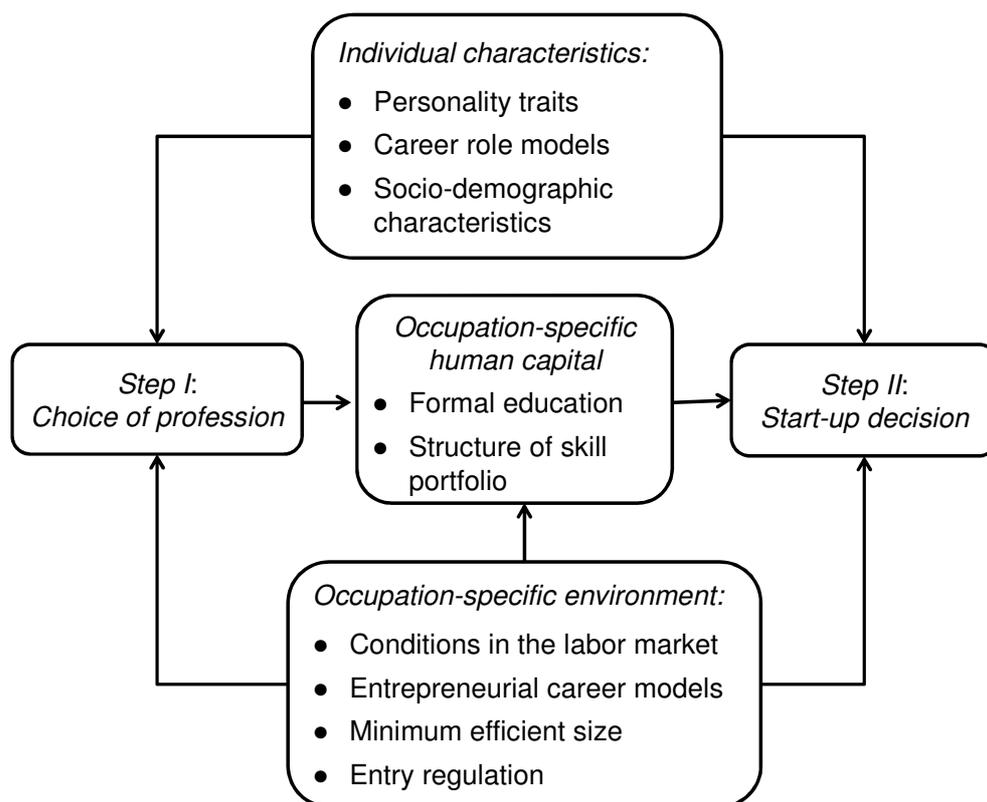 Individual characteristics:
● Personality traits
● Career role models
● Socio-demographic
characteristics
Step I:
Choice of profession
Occupation-specific
human capital
● Formal education
● Structure of skill
portfolio
Step II:
Start-up decision
Occupation-specific environment:
● Conditions in the labor market
● Entrepreneurial career models
● Minimum efficient size
● Entry regulation